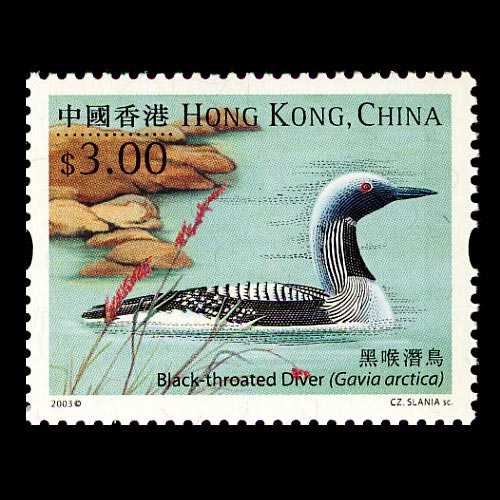 中國香港 HONG KONG, CHINA
$3.00
黑喉潛鳥
Black-throated Diver (Gavia arctica)
2003 © CZ. SLANIA sc.